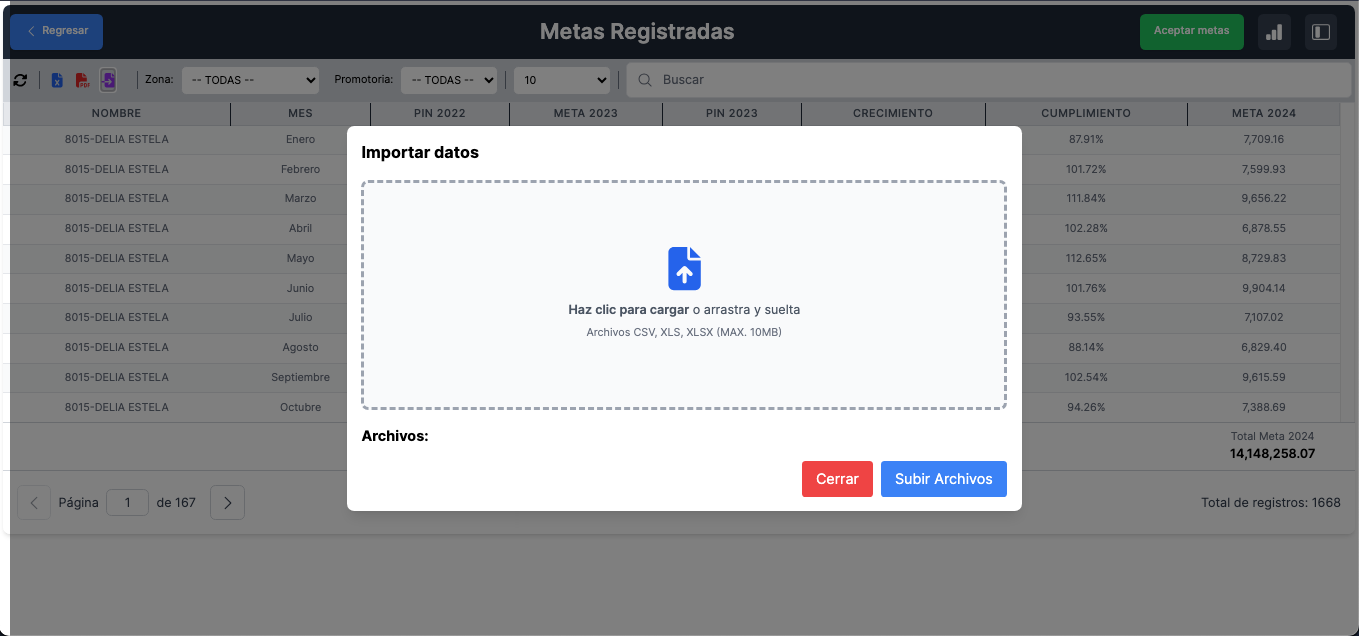 Regresar
Metas Registradas
Aceptar metas
Zona: -- TODAS -- Promotoria: -- TODAS -- 10 Buscar
NOMBRE MES PIN 2022 META 2023 PIN 2023 CRECIMIENTO CUMPLIMIENTO META 2024
8015-DELIA ESTELA Enero 87.91% 7,709.16
8015-DELIA ESTELA Febrero 101.72% 7,599.93
8015-DELIA ESTELA Marzo 111.84% 9,656.22
8015-DELIA ESTELA Abril 102.28% 6,878.55
8015-DELIA ESTELA Mayo 112.65% 8,729.83
8015-DELIA ESTELA Junio 101.76% 9,904.14
8015-DELIA ESTELA Julio 93.55% 7,107.02
8015-DELIA ESTELA Agosto 88.14% 6,829.40
8015-DELIA ESTELA Septiembre 102.54% 9,615.59
8015-DELIA ESTELA Octubre 94.26% 7,388.69
Total Meta 2024
14,148,258.07
Página 1 de 167
Total de registros: 1668
Importar datos
Haz clic para cargar o arrastra y suelta
Archivos CSV, XLS, XLSX (MAX. 10MB)
Archivos:
Cerrar Subir Archivos